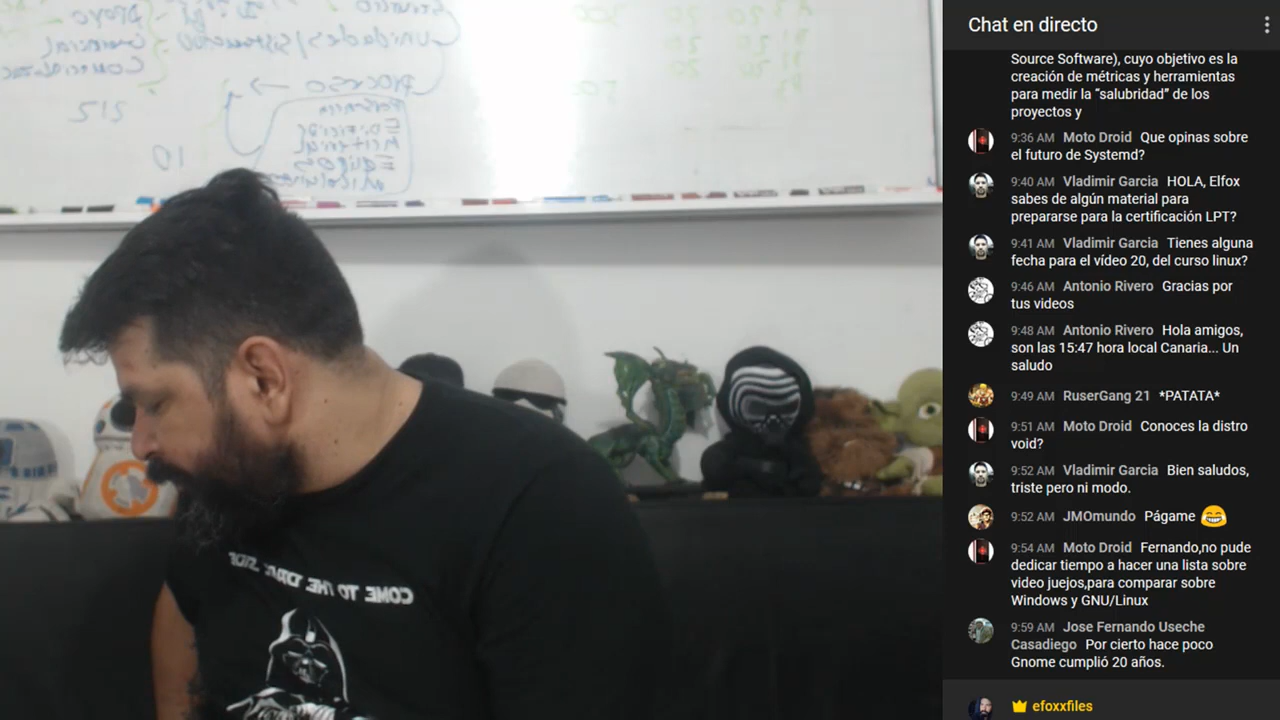 Chat en directo
Source Software), cuyo objetivo es la
creación de métricas y herramientas
para medir la “salubridad” de los
proyectos y
9:36 AM Moto Droid Que opinas sobre
el futuro de Systemd?
9:40 AM Vladimir Garcia HOLA, Elfox
sabes de algún material para
prepararse para la certificación LPT?
9:41 AM Vladimir Garcia Tienes alguna
fecha para el vídeo 20, del curso linux?
9:46 AM Antonio Rivero Gracias por
tus videos
9:48 AM Antonio Rivero Hola amigos,
son las 15:47 hora local Canaria... Un
saludo
9:49 AM RuserGang 21 *PATATA*
9:51 AM Moto Droid Conoces la distro
void?
9:52 AM Vladimir Garcia Bien saludos,
triste pero ni modo.
9:52 AM JMOmundo Págame 😂
9:54 AM Moto Droid Fernando,no pude
dedicar tiempo a hacer una lista sobre
video juejos,para comparar sobre
Windows y GNU/Linux
9:59 AM Jose Fernando Useche
Casadiego Por cierto hace poco
Gnome cumplió 20 años.
efoxxfiles
proceso
212
10
COME TO THE DARK SIDE